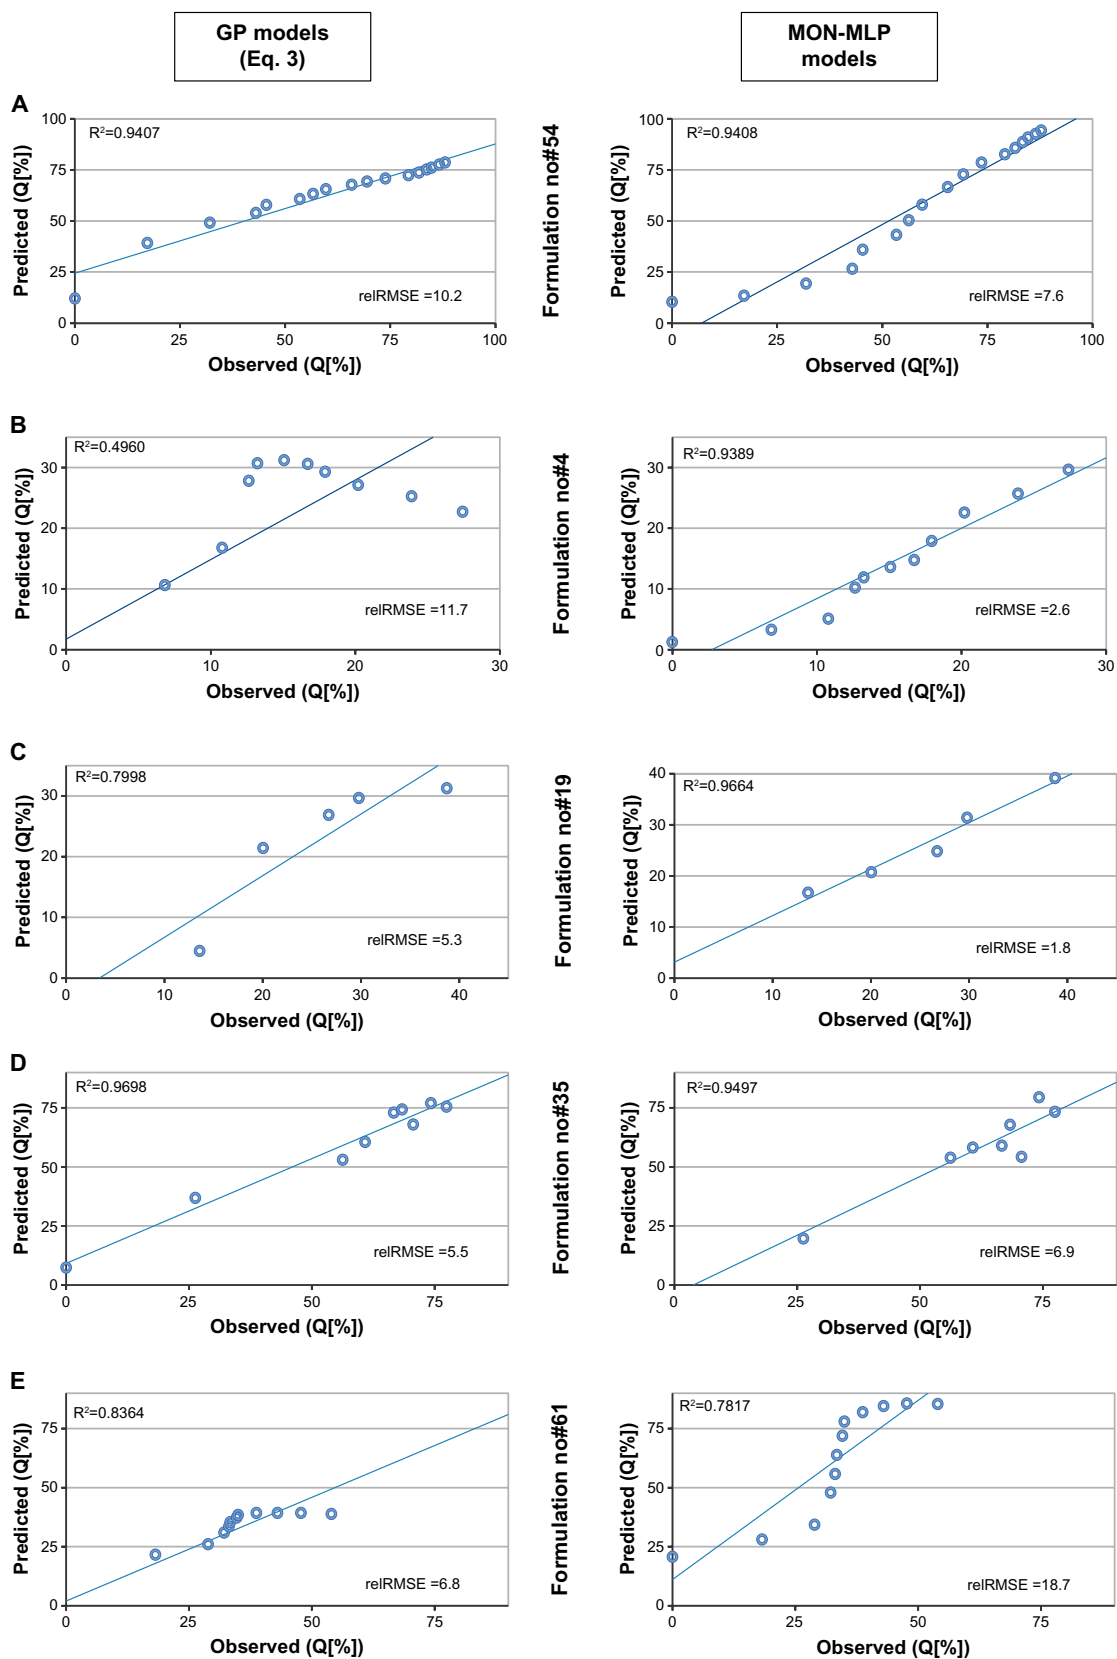 GP models
(Eq. 3)
MON-MLP
models
A
R²=0.9407
Predicted (Q[%])
100
75
50
25
0
relRMSE =10.2
0 25 50 75 100
Observed (Q[%])
Formulation no#54
R²=0.9408
Predicted (Q[%])
100
75
50
25
0
relRMSE =7.6
0 25 50 75 100
Observed (Q[%])
B
R²=0.4960
Predicted (Q[%])
30
20
10
0
relRMSE =11.7
0 10 20 30
Observed (Q[%])
Formulation no#4
R²=0.9389
Predicted (Q[%])
30
20
10
0
relRMSE =2.6
0 10 20 30
Observed (Q[%])
C
R²=0.7998
Predicted (Q[%])
30
20
10
0
relRMSE =5.3
0 10 20 30 40
Observed (Q[%])
Formulation no#19
R²=0.9664
Predicted (Q[%])
40
30
20
10
0
relRMSE =1.8
0 10 20 30 40
Observed (Q[%])
D
R²=0.9698
Predicted (Q[%])
75
50
25
0
relRMSE =5.5
0 25 50 75
Observed (Q[%])
Formulation no#35
R²=0.9497
Predicted (Q[%])
75
50
25
0
relRMSE =6.9
0 25 50 75
Observed (Q[%])
E
R²=0.8364
Predicted (Q[%])
75
50
25
0
relRMSE =6.8
0 25 50 75
Observed (Q[%])
Formulation no#61
R²=0.7817
Predicted (Q[%])
75
50
25
0
relRMSE =18.7
0 25 50 75
Observed (Q[%])